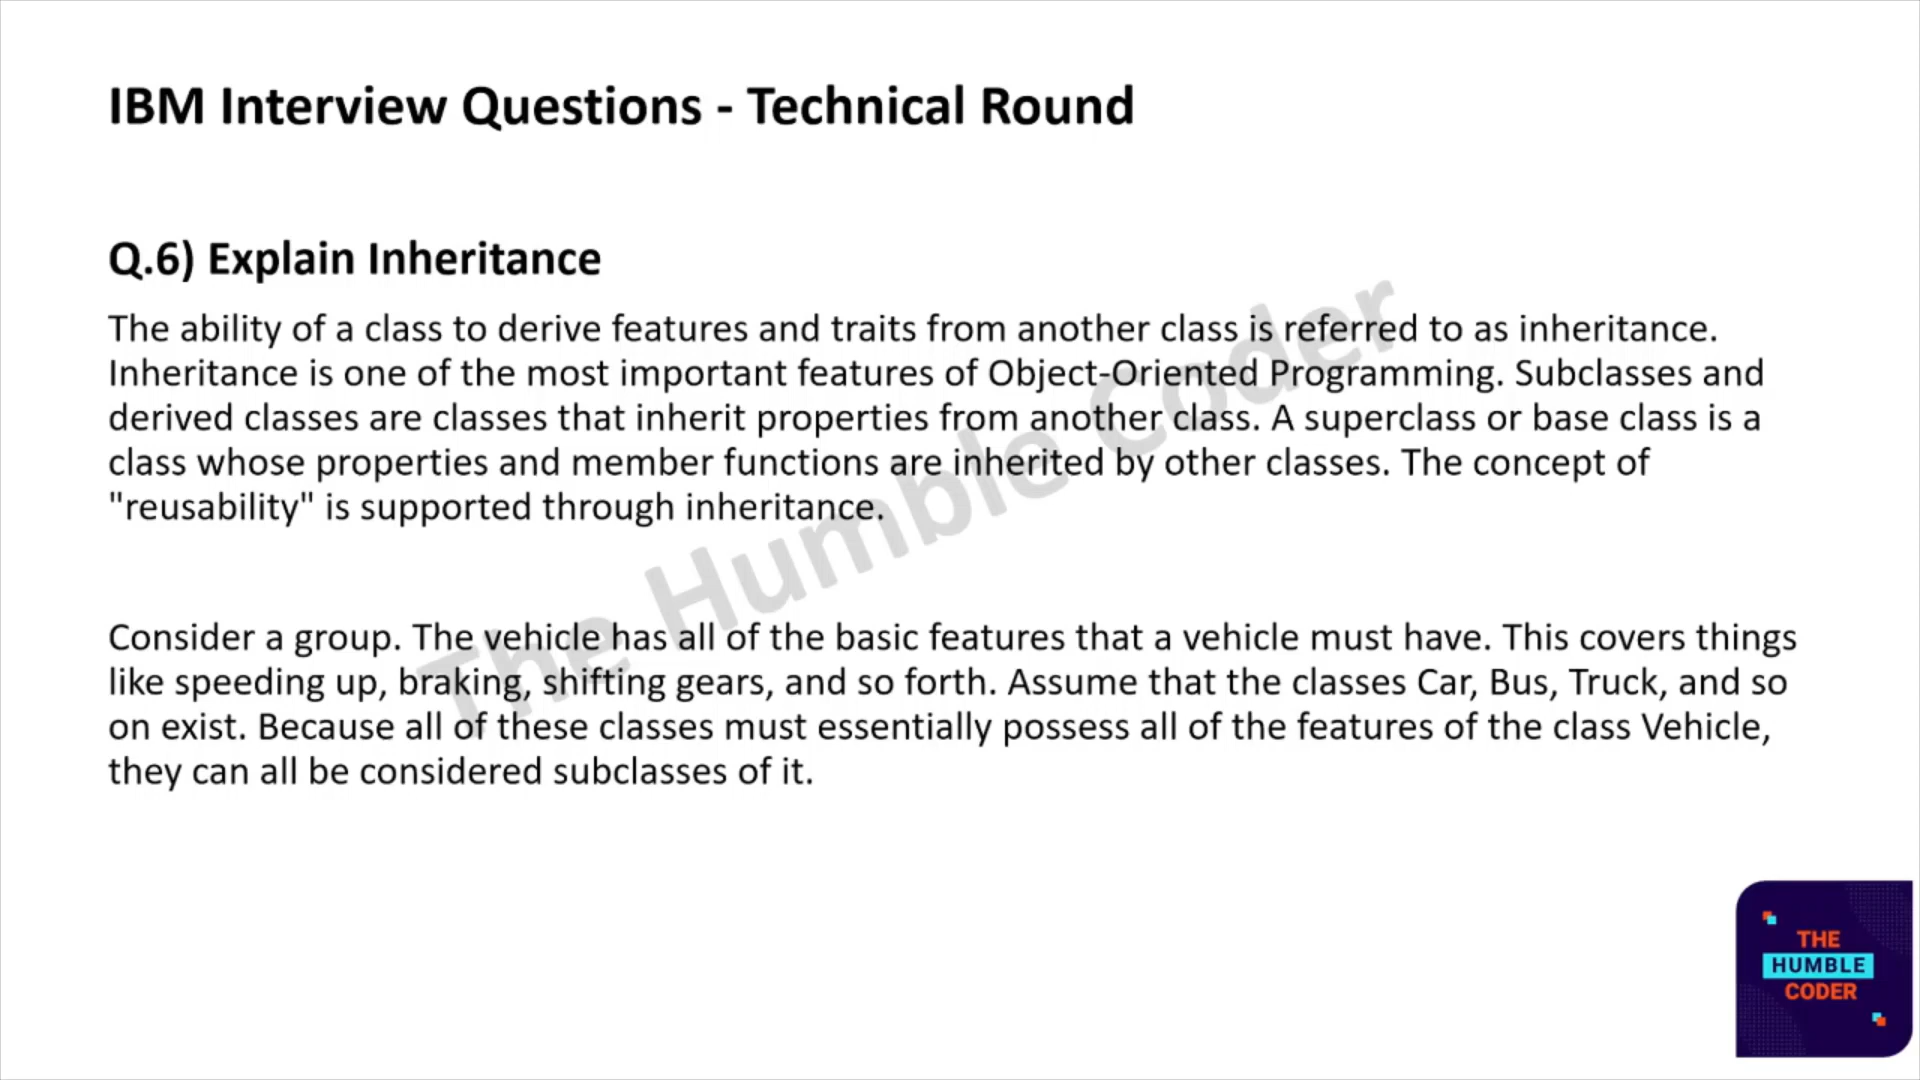 IBM Interview Questions - Technical Round
Q.6) Explain Inheritance
The ability of a class to derive features and traits from another class is referred to as inheritance.
Inheritance is one of the most important features of Object-Oriented Programming. Subclasses and
derived classes are classes that inherit properties from another class. A superclass or base class is a
class whose properties and member functions are inherited by other classes. The concept of
"reusability" is supported through inheritance.
Consider a group. The vehicle has all of the basic features that a vehicle must have. This covers things
like speeding up, braking, shifting gears, and so forth. Assume that the classes Car, Bus, Truck, and so
on exist. Because all of these classes must essentially possess all of the features of the class Vehicle,
they can all be considered subclasses of it.
The Humble Coder
THE
HUMBLE
CODER